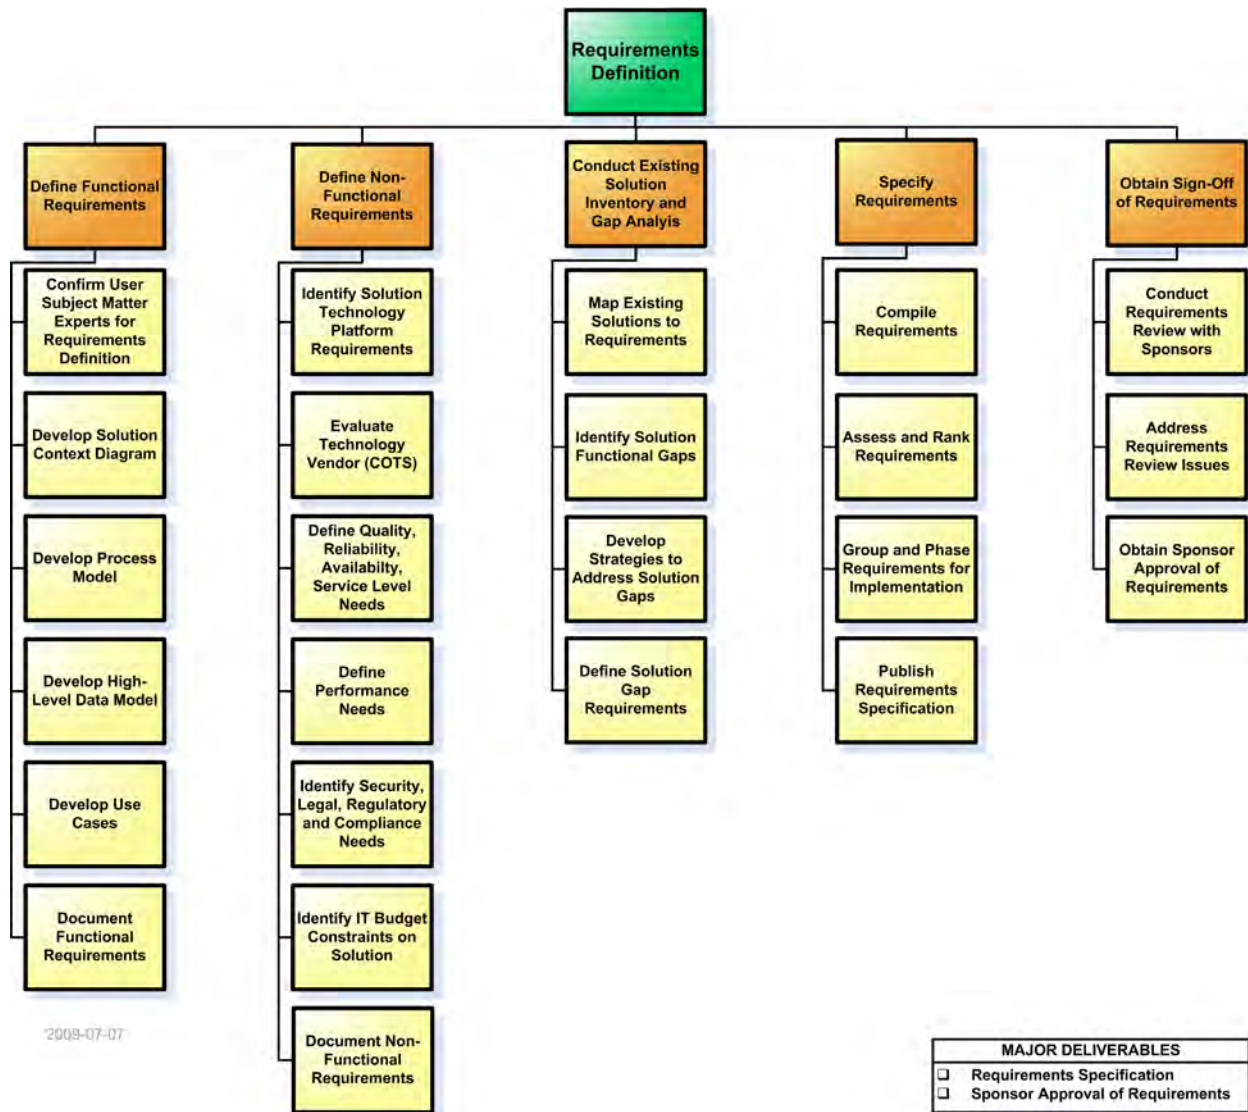 Requirements
Definition
Define Functional
Requirements
Define Non-
Functional
Requirements
Conduct Existing
Solution
Inventory and
Gap Analyis
Specify
Requirements
Obtain Sign-Off
of Requirements
Confirm User
Subject Matter
Experts for
Requirements
Definition
Develop Solution
Context Diagram
Develop Process
Model
Develop High-
Level Data Model
Develop Use
Cases
Document
Functional
Requirements
Identify Solution
Technology
Platform
Requirements
Evaluate
Technology
Vendor (COTS)
Define Quality,
Reliability,
Availabilty,
Service Level
Needs
Define
Performance
Needs
Identify Security,
Legal, Regulatory
and Compliance
Needs
Identify IT Budget
Constraints on
Solution
Document Non-
Functional
Requirements
Map Existing
Solutions to
Requirements
Identify Solution
Functional Gaps
Develop
Strategies to
Address Solution
Gaps
Define Solution
Gap
Requirements
Compile
Requirements
Assess and Rank
Requirements
Group and Phase
Requirements for
Implementation
Publish
Requirements
Specification
Conduct
Requirements
Review with
Sponsors
Address
Requirements
Review Issues
Obtain Sponsor
Approval of
Requirements
2009-07-07
MAJOR DELIVERABLES
❑ Requirements Specification
❑ Sponsor Approval of Requirements